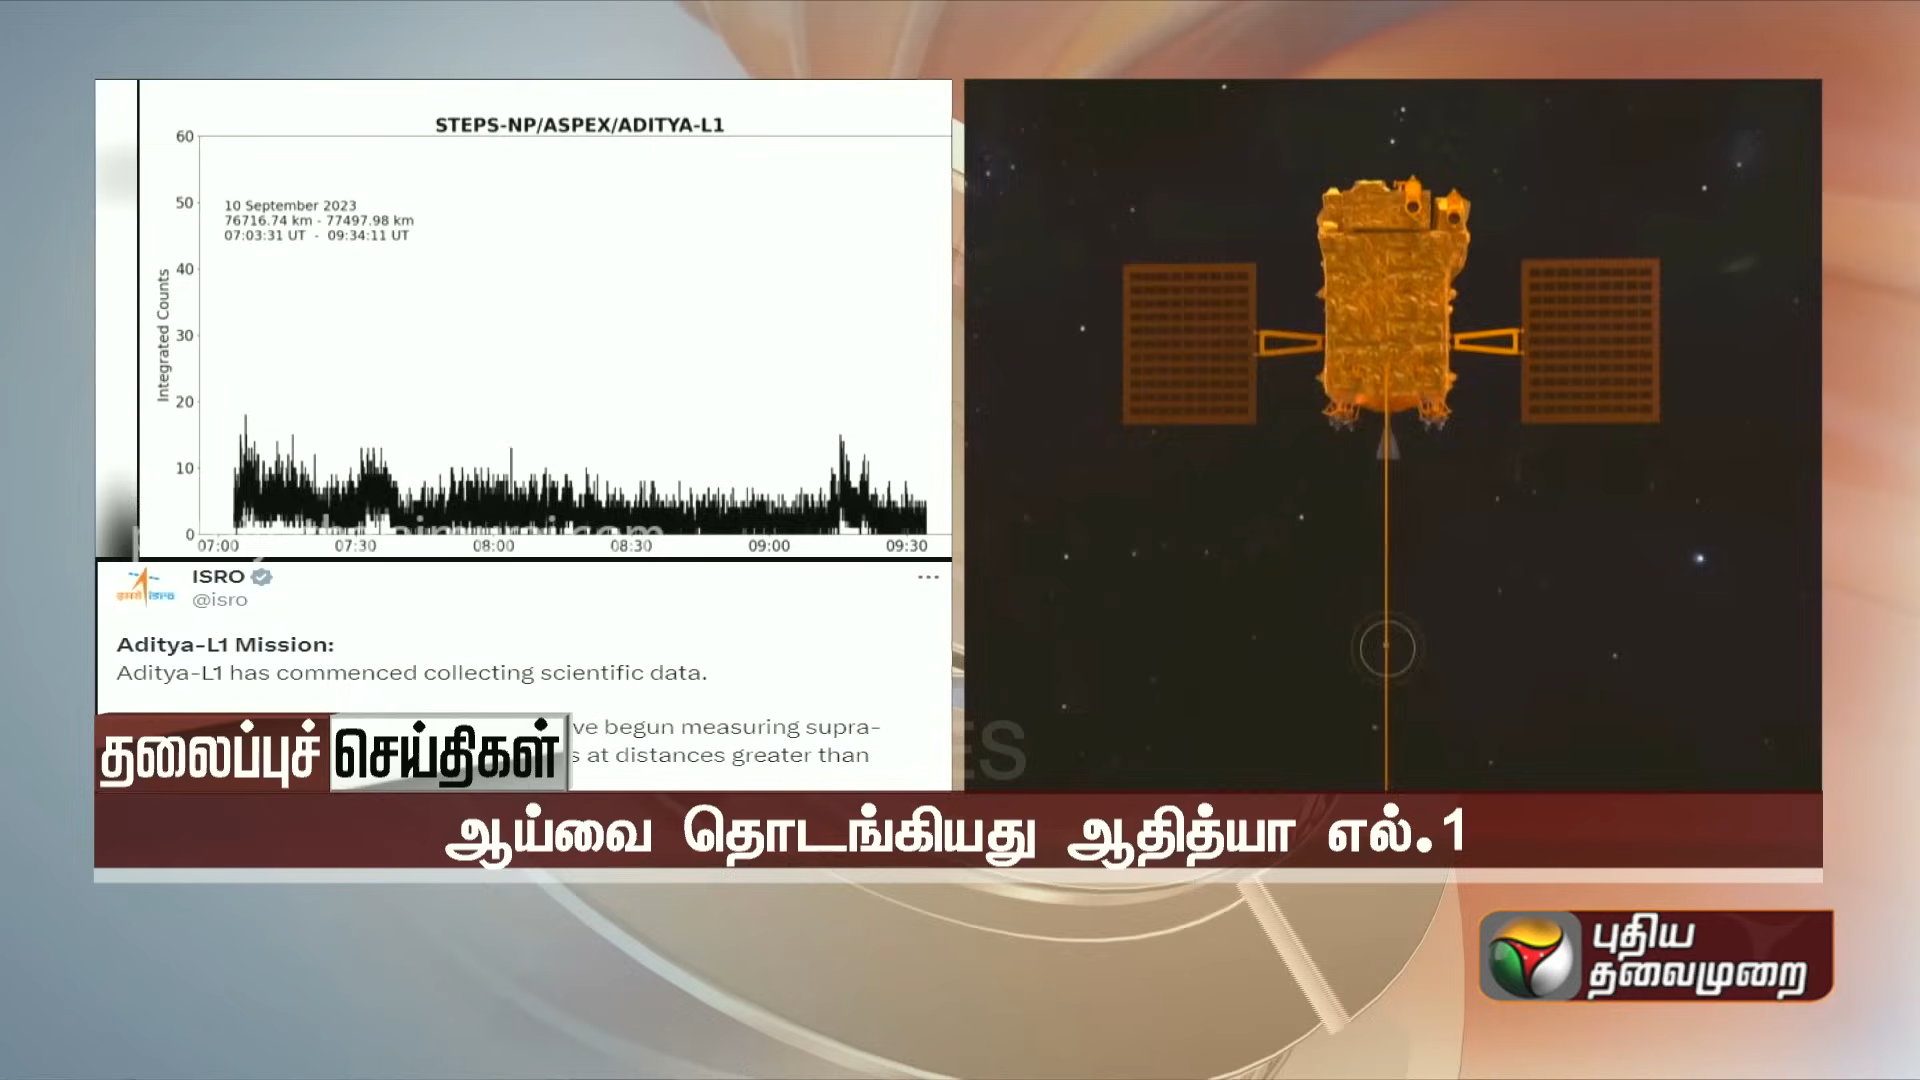 STEPS-NP/ASPEX/ADITYA-L1
60
50
40
30
20
10
0
Integrated Counts
10 September 2023
76716.74 km - 77497.98 km
07:03:31 UT - 09:34:11 UT
07:00 07:30 08:00 08:30 09:00 09:30
ISRO
@isro
इसरो isro
Aditya-L1 Mission:
Aditya-L1 has commenced collecting scientific data.
ve begun measuring supra-
s at distances greater than
தலைப்புச் செய்திகள்
ஆய்வை தொடங்கியது ஆதித்யா எல்.1
புதிய
தலைமுறை